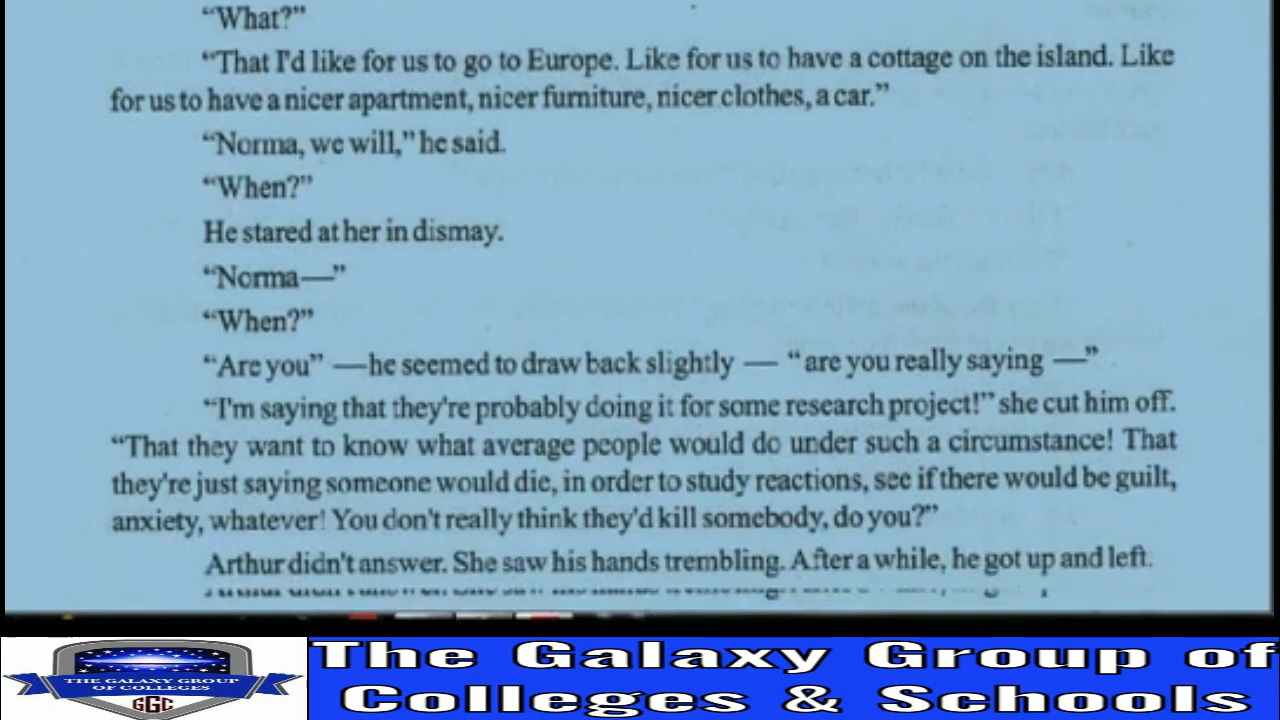 “What?”
“That I'd like for us to go to Europe. Like for us to have a cottage on the island. Like
for us to have a nicer apartment, nicer furniture, nicer clothes, a car.”
“Norma, we will,” he said.
“When?”
He stared at her in dismay.
“Norma—”
“When?”
“Are you” —he seemed to draw back slightly — “are you really saying —”
“I'm saying that they're probably doing it for some research project!” she cut him off.
“That they want to know what average people would do under such a circumstance! That
they're just saying someone would die, in order to study reactions, see if there would be guilt,
anxiety, whatever! You don't really think they'd kill somebody, do you?”
Arthur didn't answer. She saw his hands trembling. After a while, he got up and left.
THE GALAXY GROUP
OF COLLEGES
GGC
The Galaxy Group of
Colleges & Schools